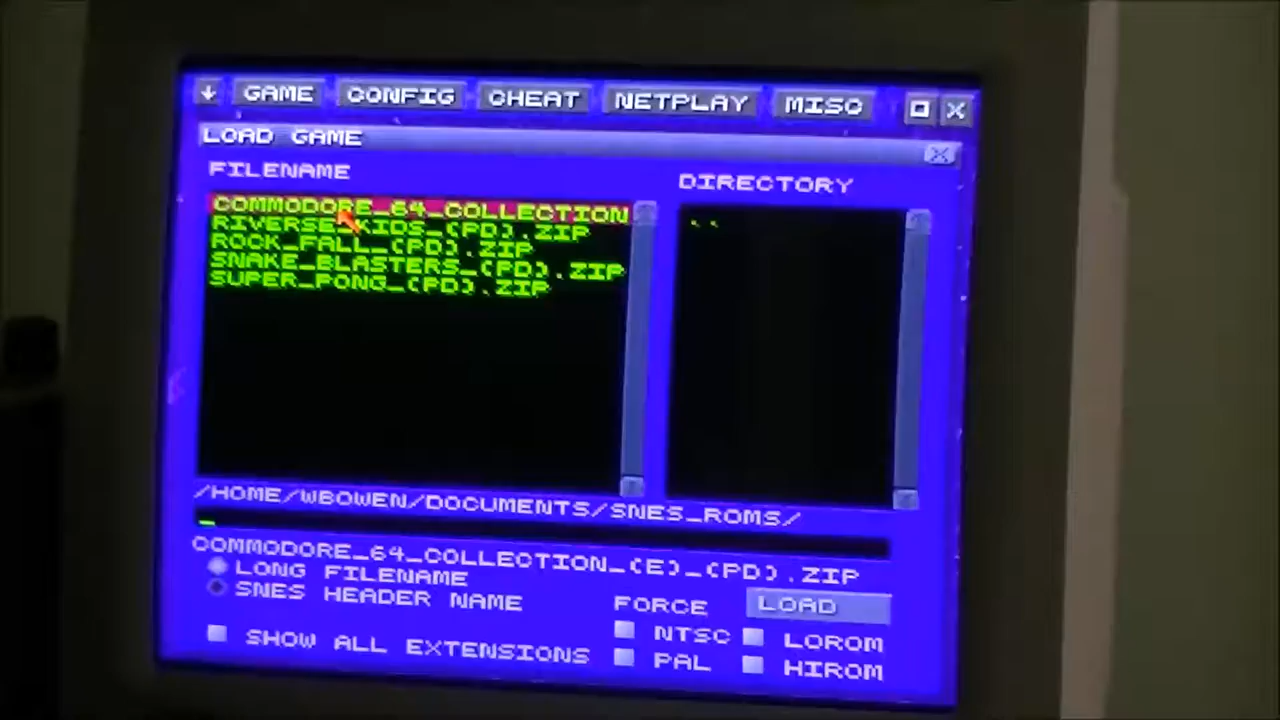 GAME CONFIG CHEAT NETPLAY MISC
LOAD GAME
FILENAME
DIRECTORY
COMMODORE_64_COLLECTION
RIVERSE_KIDS_(PD).ZIP
ROCK_FALL_(PD).ZIP
SNAKE_BLASTERS_(PD).ZIP
SUPER_PONG_(PD).ZIP
..
/HOME/WBOWEN/DOCUMENTS/SNES_ROMS/
COMMODORE_64_COLLECTION_(E)_(PD).ZIP
LONG FILENAME
SNES HEADER NAME
FORCE
LOAD
SHOW ALL EXTENSIONS
NTSC
LOROM
PAL
HIROM